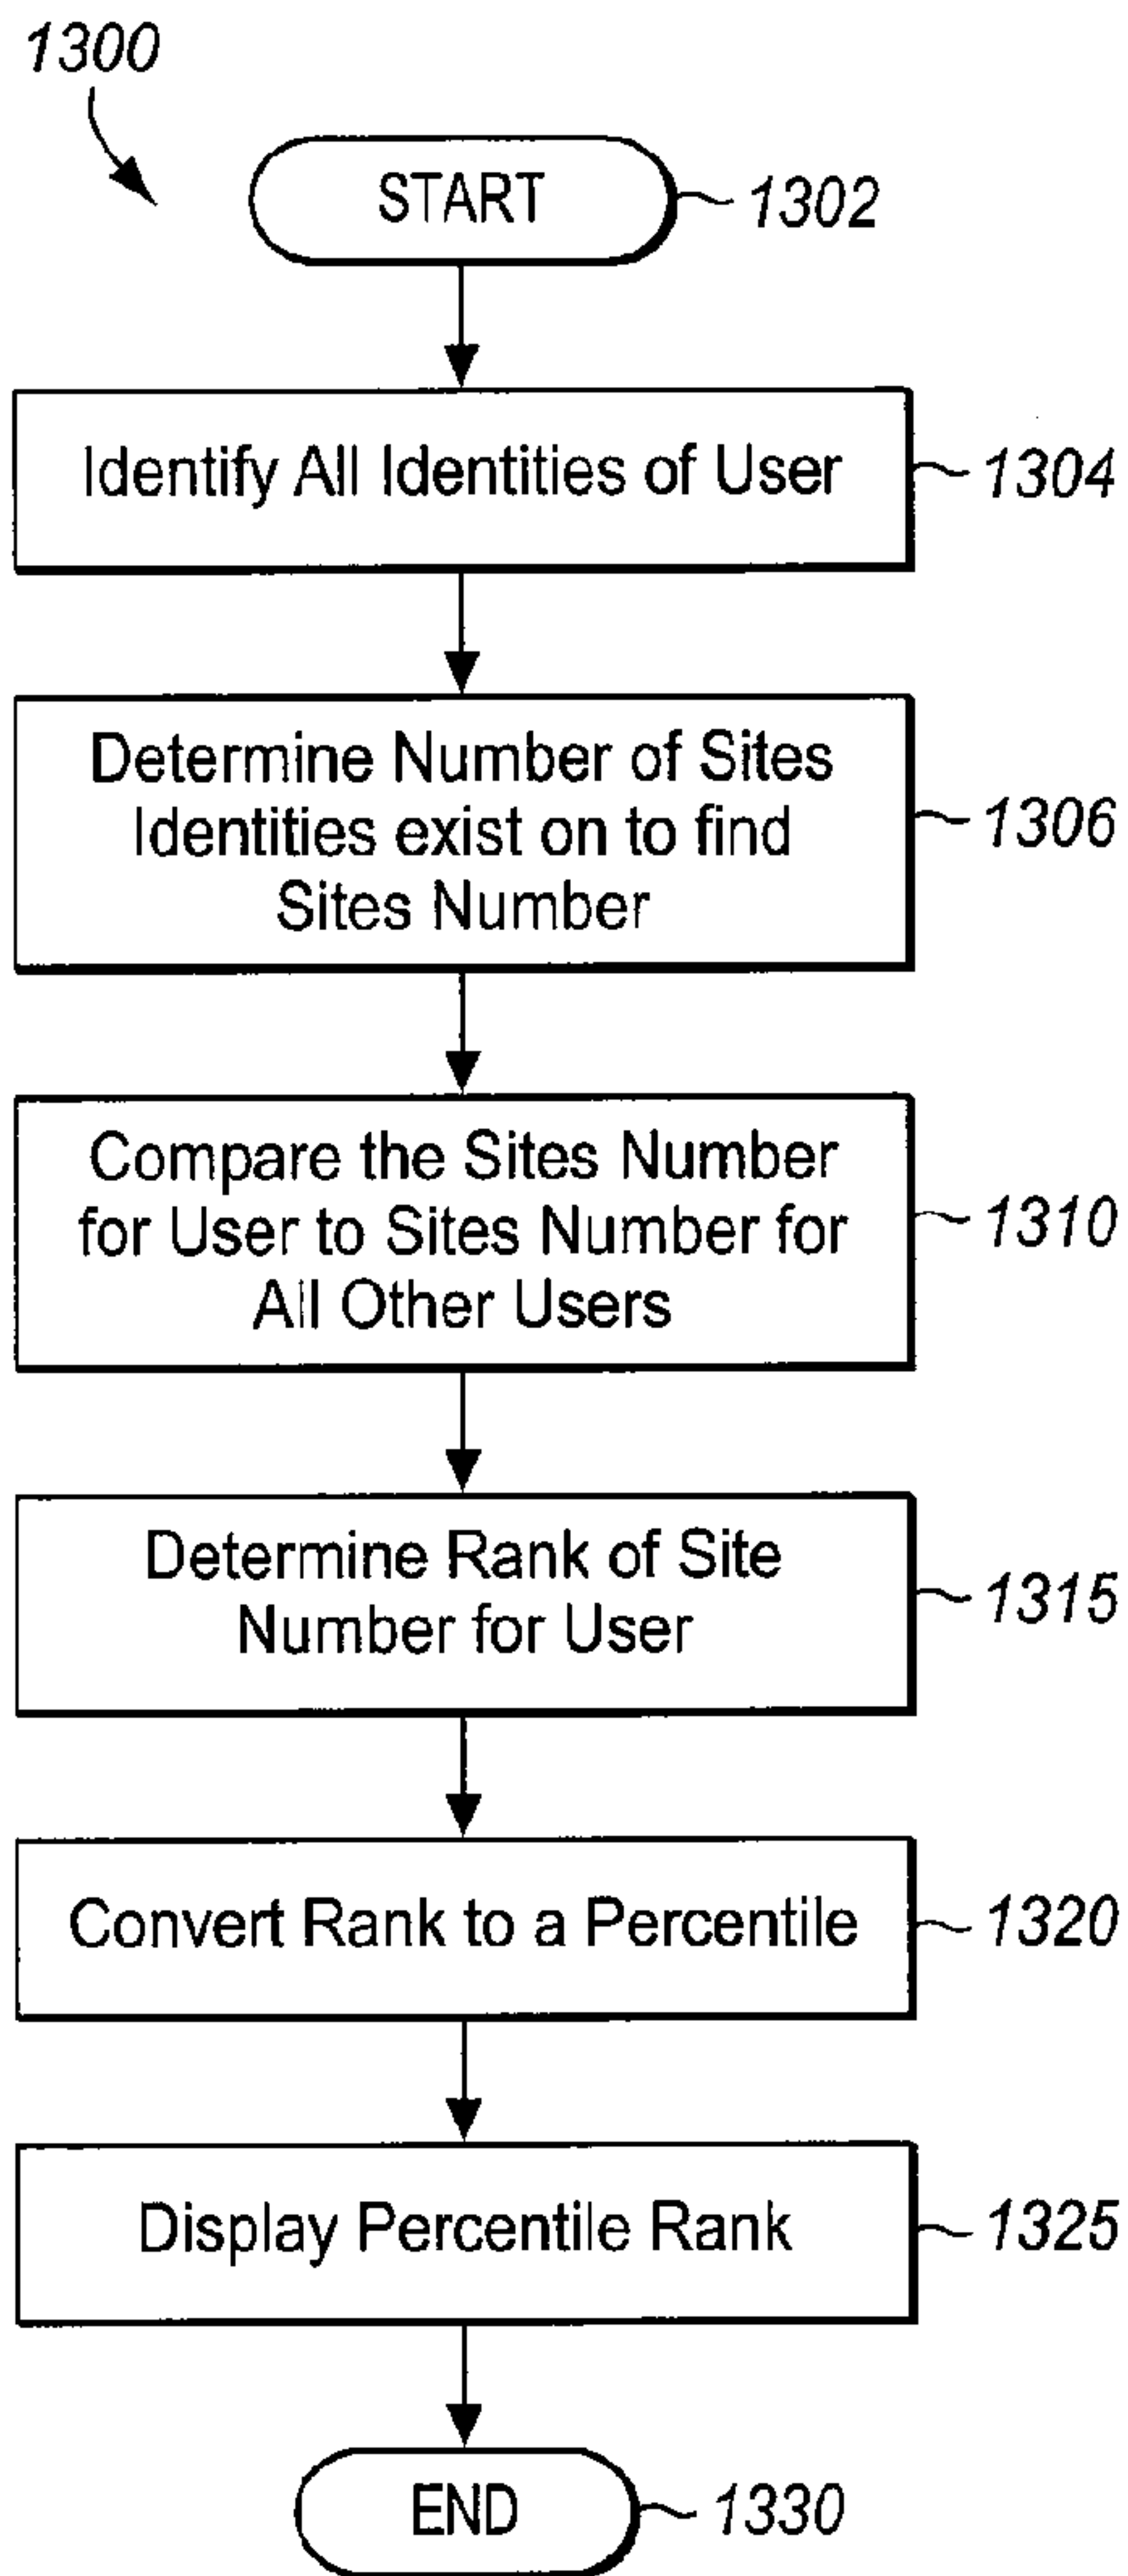 1300
START
1302
Identify All Identities of User
1304
Determine Number of Sites
Identities exist on to find
Sites Number
1306
Compare the Sites Number
for User to Sites Number for
All Other Users
1310
Determine Rank of Site
Number for User
1315
Convert Rank to a Percentile
1320
Display Percentile Rank
1325
END
1330